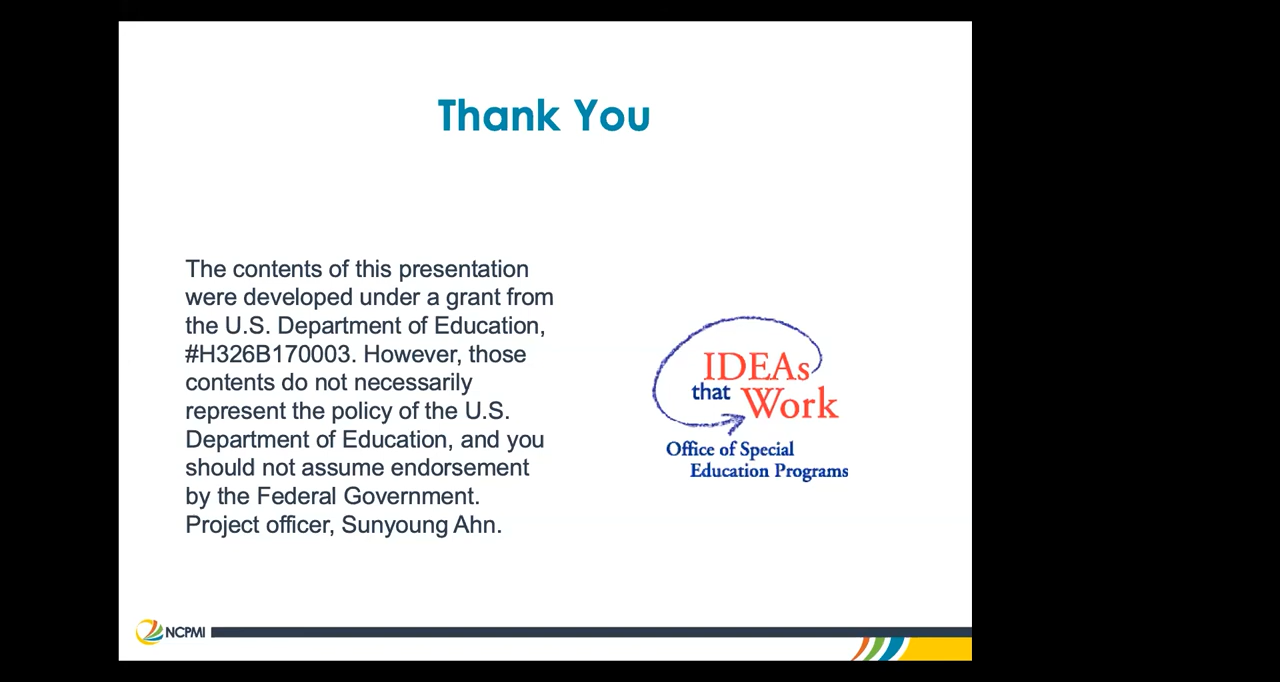 Thank You
The contents of this presentation
were developed under a grant from
the U.S. Department of Education,
#H326B170003. However, those
contents do not necessarily
represent the policy of the U.S.
Department of Education, and you
should not assume endorsement
by the Federal Government.
Project officer, Sunyoung Ahn.
IDEAs
that Work
Office of Special
Education Programs
NCPMI